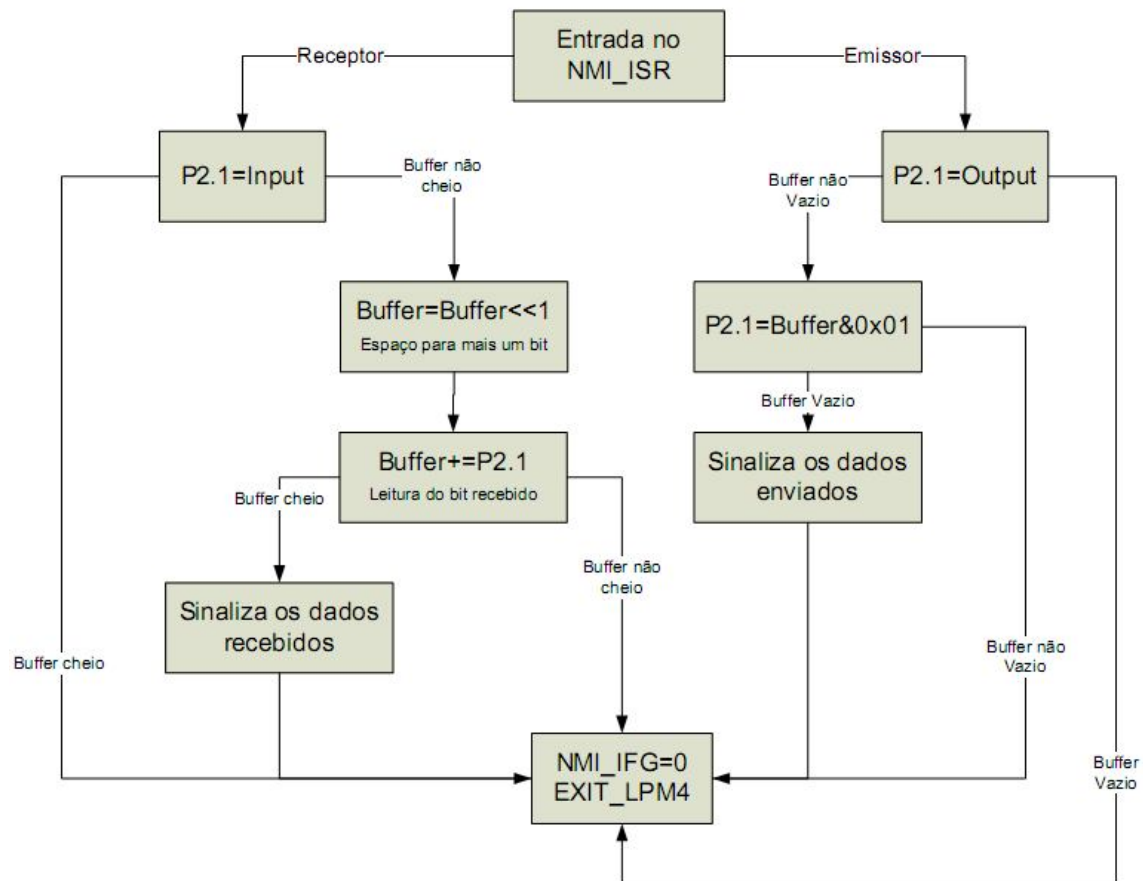 Entrada no
NMI_ISR
Receptor
Emissor
P2.1=Input
Buffer não
cheio
Buffer não
Vazio
P2.1=Output
Buffer=Buffer<<1
Espaço para mais um bit
P2.1=Buffer&0x01
Buffer Vazio
Buffer+=P2.1
Leitura do bit recebido
Sinaliza os dados
enviados
Buffer cheio
Buffer não
cheio
Sinaliza os dados
recebidos
Buffer cheio
Buffer não
Vazio
NMI_IFG=0
EXIT_LPM4
Buffer
Vazio